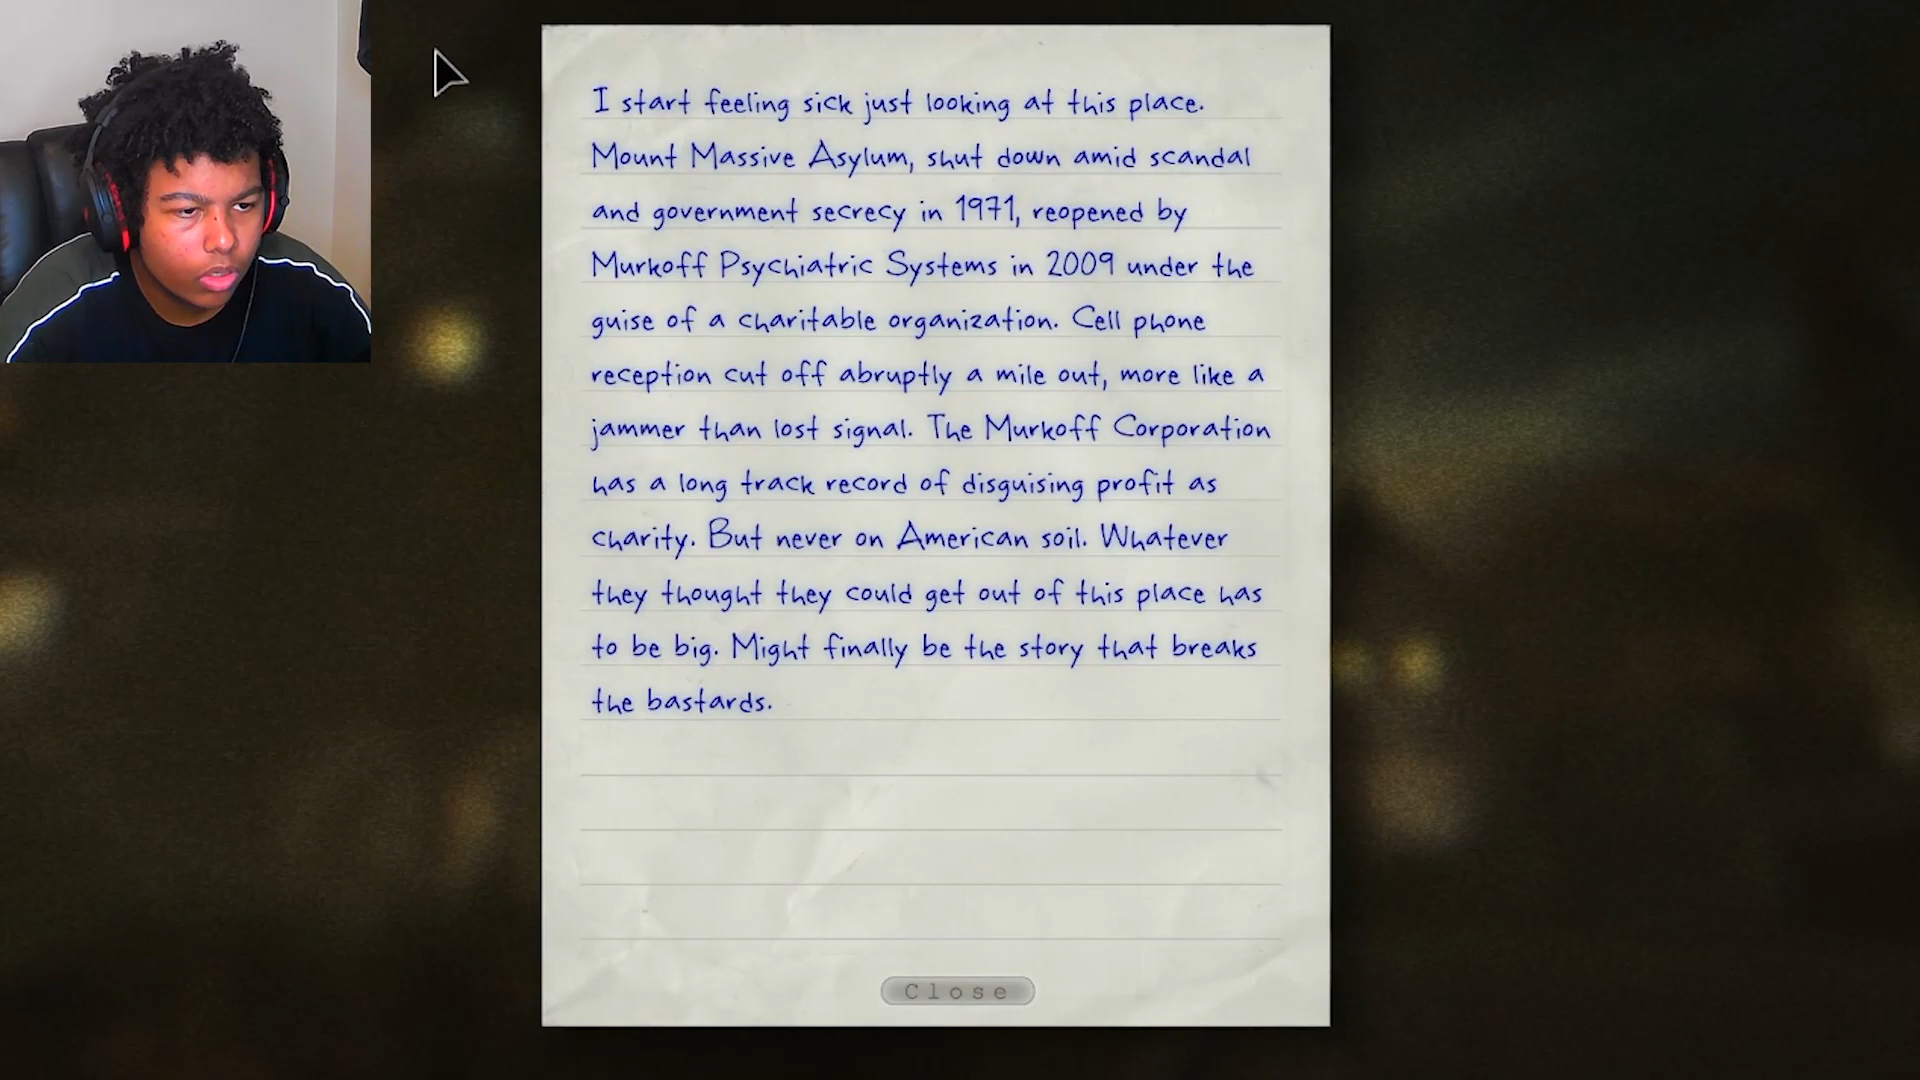 I start feeling sick just looking at this place.
Mount Massive Asylum, shut down amid scandal
and government secrecy in 1971, reopened by
Murkoff Psychiatric Systems in 2009 under the
guise of a charitable organization. Cell phone
reception cut off abruptly a mile out, more like a
jammer than lost signal. The Murkoff Corporation
has a long track record of disguising profit as
charity. But never on American soil. Whatever
they thought they could get out of this place has
to be big. Might finally be the story that breaks
the bastards.
Close